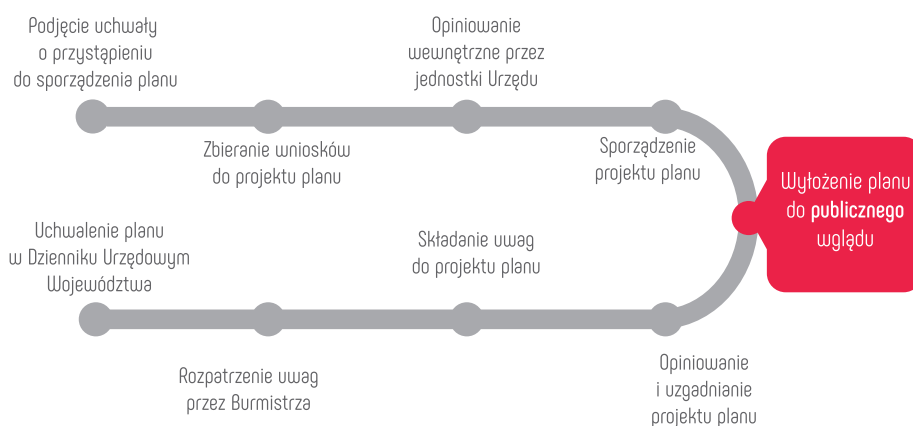 Podjęcie uchwały
o przystąpieniu
do sporządzenia planu
Zbieranie wniosków
do projektu planu
Opiniowanie
wewnętrzne przez
jednostki Urzędu
Sporządzenie
projektu planu
Wyłożenie planu
do publicznego
wglądu
Opiniowanie
i uzgadnianie
projektu planu
Składanie uwag
do projektu planu
Rozpatrzenie uwag
przez Burmistrza
Uchwalenie planu
w Dzienniku Urzędowym
Województwa